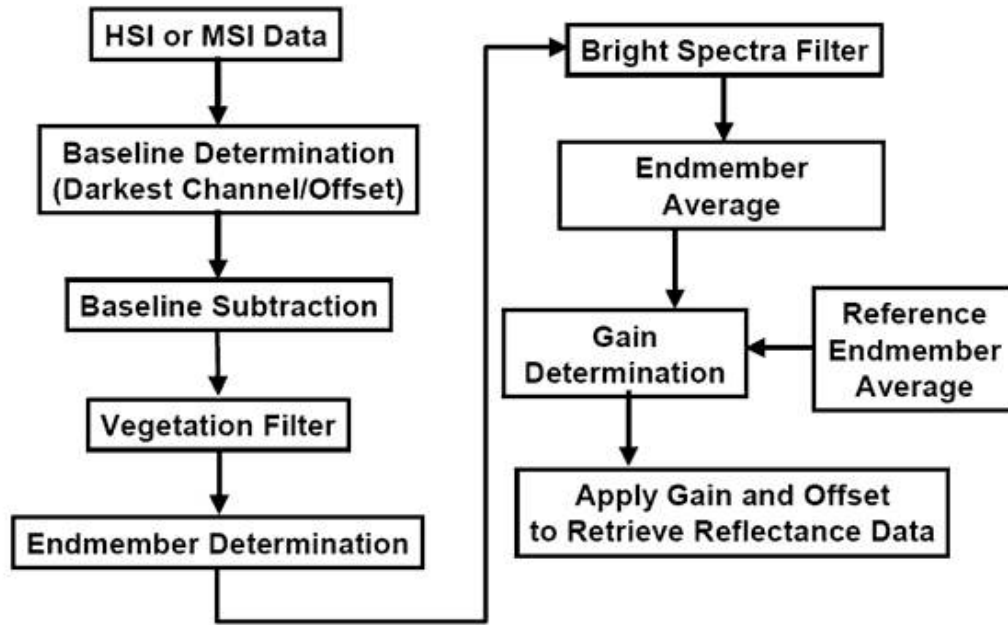 HSI or MSI Data
Baseline Determination
(Darkest Channel/Offset)
Baseline Subtraction
Vegetation Filter
Endmember Determination
Bright Spectra Filter
Endmember
Average
Gain
Determination
Reference
Endmember
Average
Apply Gain and Offset
to Retrieve Reflectance Data